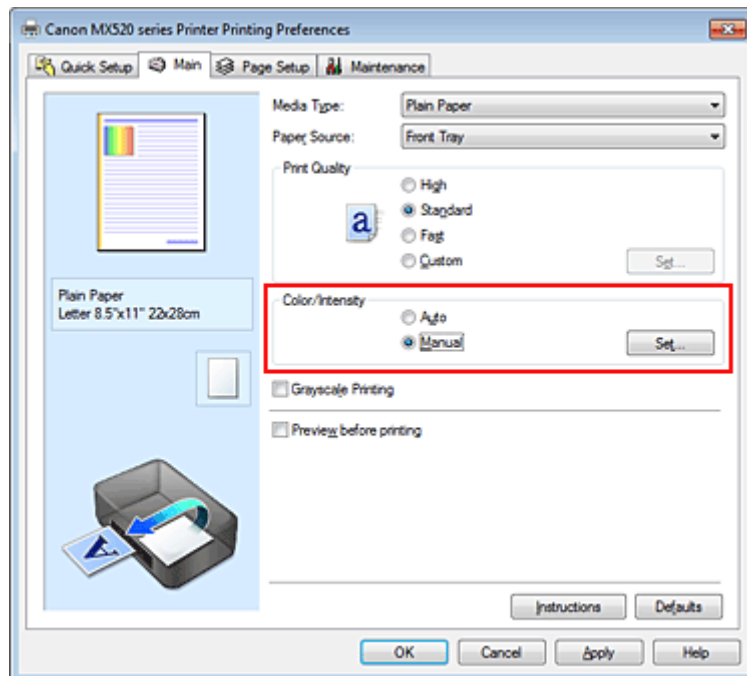 Canon MX520 series Printer Printing Preferences
Quick Setup Main Page Setup Maintenance
Media Type: Plain Paper
Paper Source: Front Tray
Print Quality
High
a Standard
Fast
Custom Set...
Plain Paper
Letter 8.5"x11" 22x28cm
Color/Intensity
Auto
Manual Set...
Grayscale Printing
Preview before printing
A
Instructions Defaults
OK Cancel Apply Help